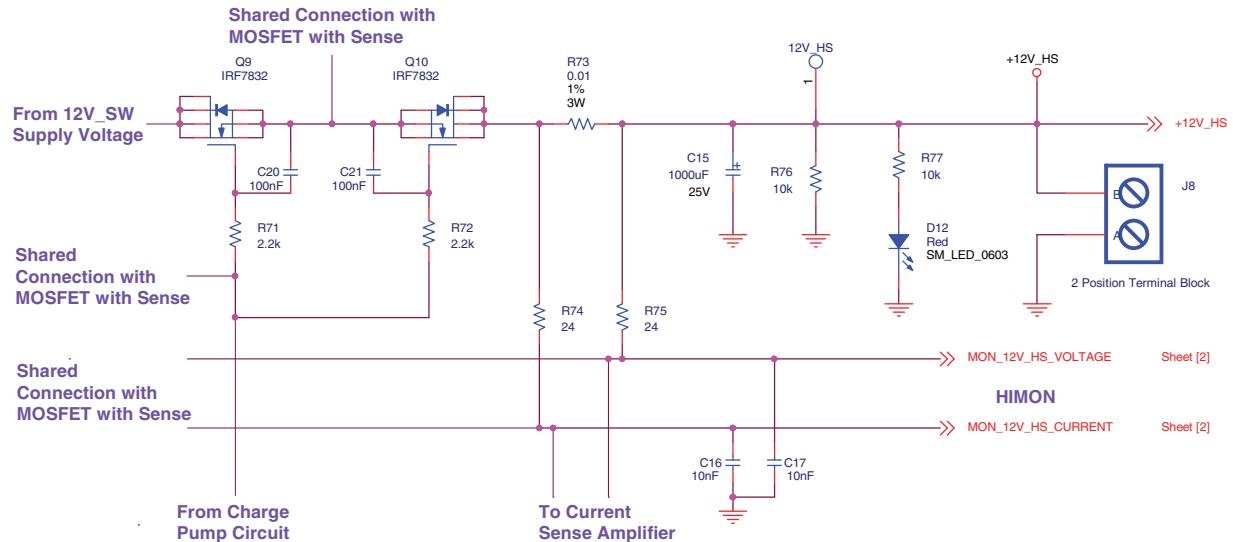 Shared Connection with
MOSFET with Sense
Q9
IRF7832
Q10
IRF7832
R73
0.01
1%
3W
12V_HS
1
+12V_HS
From 12V_SW
Supply Voltage
+12V_HS
C20
100nF
C21
100nF
C15
1000uF
25V
+
R76
10k
R77
10k
J8
B
A
R71
2.2k
R72
2.2k
D12
Red
SM_LED_0603
2 Position Terminal Block
Shared
Connection with
MOSFET with Sense
R74
24
R75
24
MON_12V_HS_VOLTAGE
Sheet [2]
Shared
Connection with
MOSFET with Sense
HIMON
MON_12V_HS_CURRENT
Sheet [2]
C16
10nF
C17
10nF
From Charge
Pump Circuit
To Current
Sense Amplifier